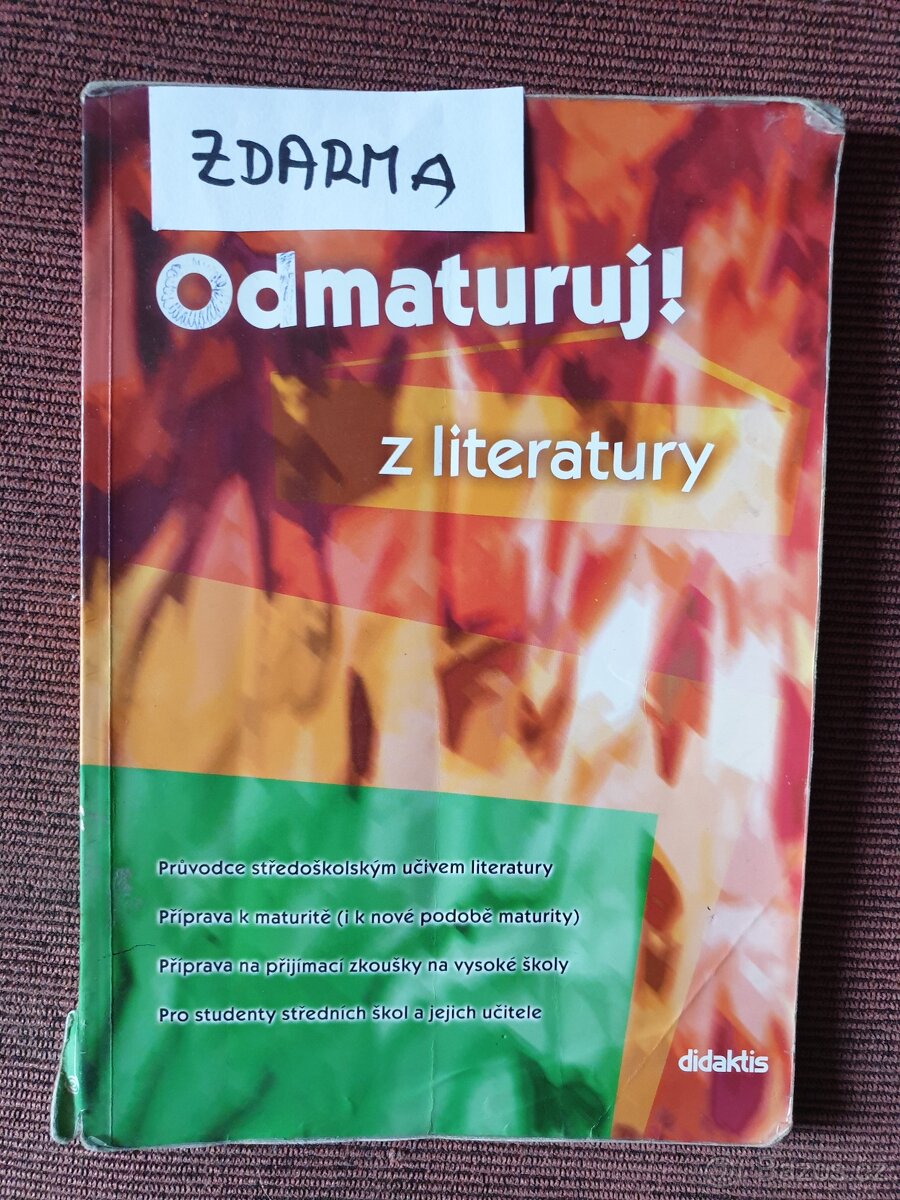 ZDARMA
Odmaturuj!
z literatury
Průvodce středoškolským učivem literatury
Příprava k maturitě (i k nové podobě maturity)
Příprava na přijímací zkoušky na vysoké školy
Pro studenty středních škol a jejich učitele
didaktis